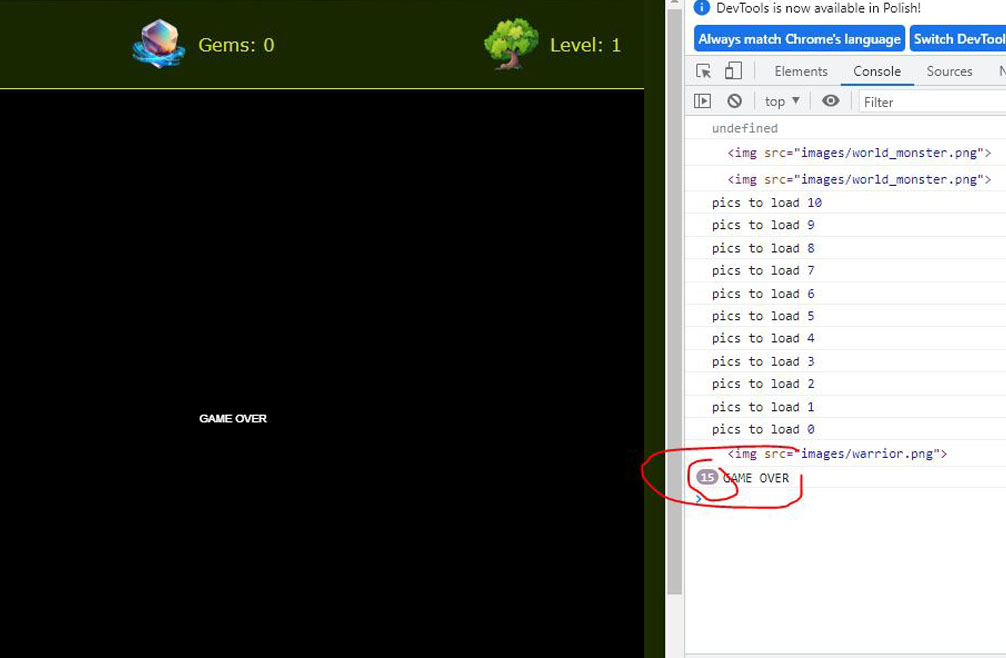 Gems: 0
Level: 1
GAME OVER
DevTools is now available in Polish!
Always match Chrome's language
Switch DevTool
Elements
Console
Sources
top
Filter
undefined
<img src="images/world_monster.png">
<img src="images/world_monster.png">
pics to load 10
pics to load 9
pics to load 8
pics to load 7
pics to load 6
pics to load 5
pics to load 4
pics to load 3
pics to load 2
pics to load 1
pics to load 0
<img src="images/warrior.png">
15 GAME OVER